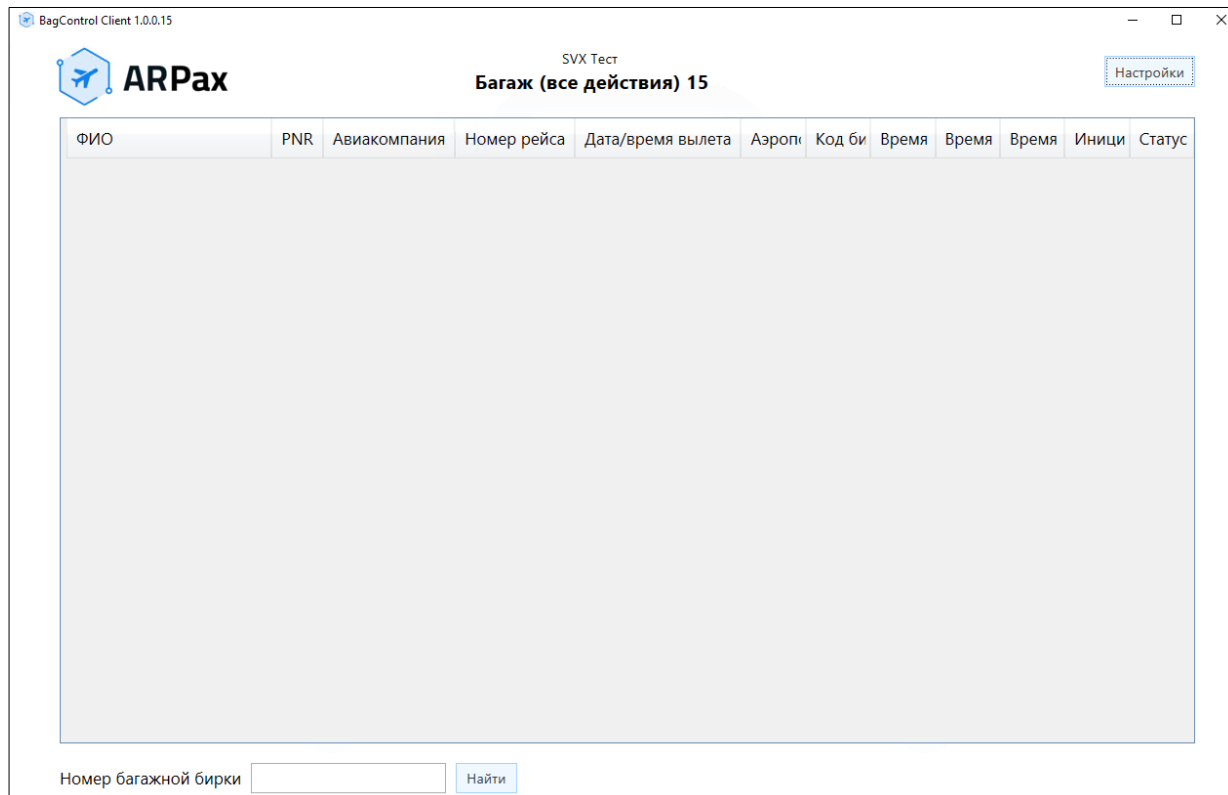 BagControl Client 1.0.0.15
ARPax
SVX Тест
Багаж (все действия) 15
Настройки
ФИО PNR Авиакомпания Номер рейса Дата/время вылета Аэропо Код би Время Время Время Иници Статус
Номер багажной бирки Найти